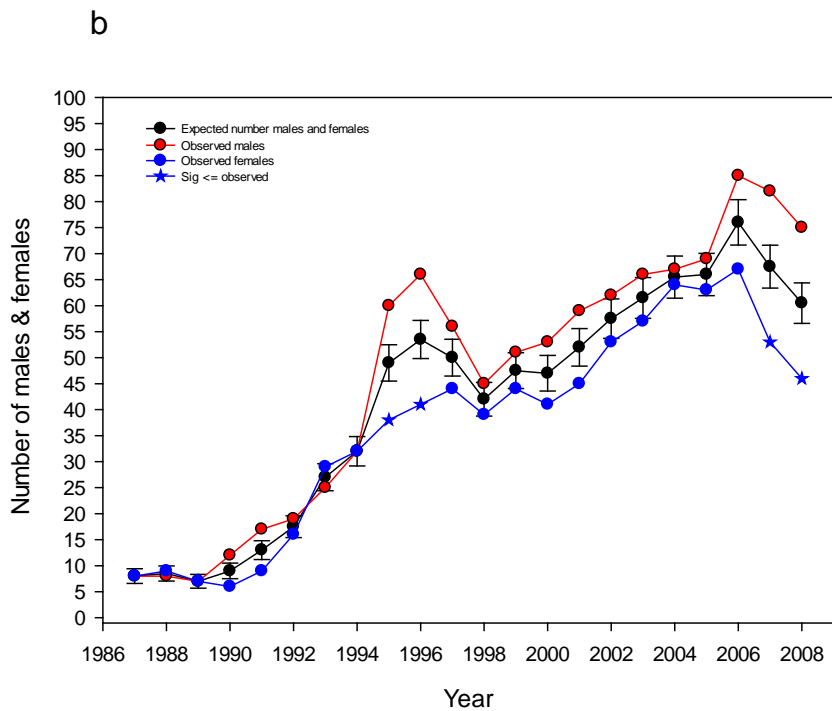 b
100
95
90
85
80
75
70
65
60
55
50
45
40
35
30
25
20
15
10
5
0
Number of males & females
Expected number males and females
Observed males
Observed females
Sig <= observed
1986 1988 1990 1992 1994 1996 1998 2000 2002 2004 2006 2008
Year